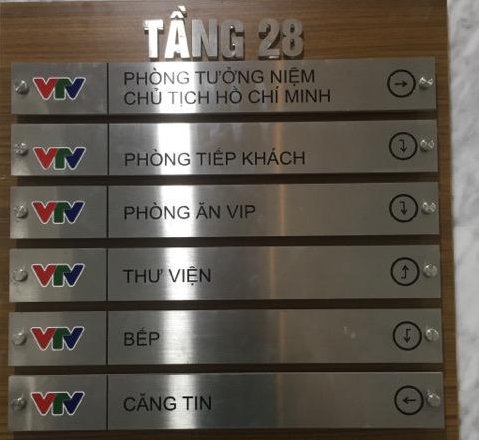 TẦNG 28
VTV PHÒNG TƯỞNG NIỆM
CHỦ TỊCH HỒ CHÍ MINH
VTV PHÒNG TIẾP KHÁCH
VTV PHÒNG ĂN VIP
VTV THƯ VIỆN
VTV BẾP
VTV CĂNG TIN